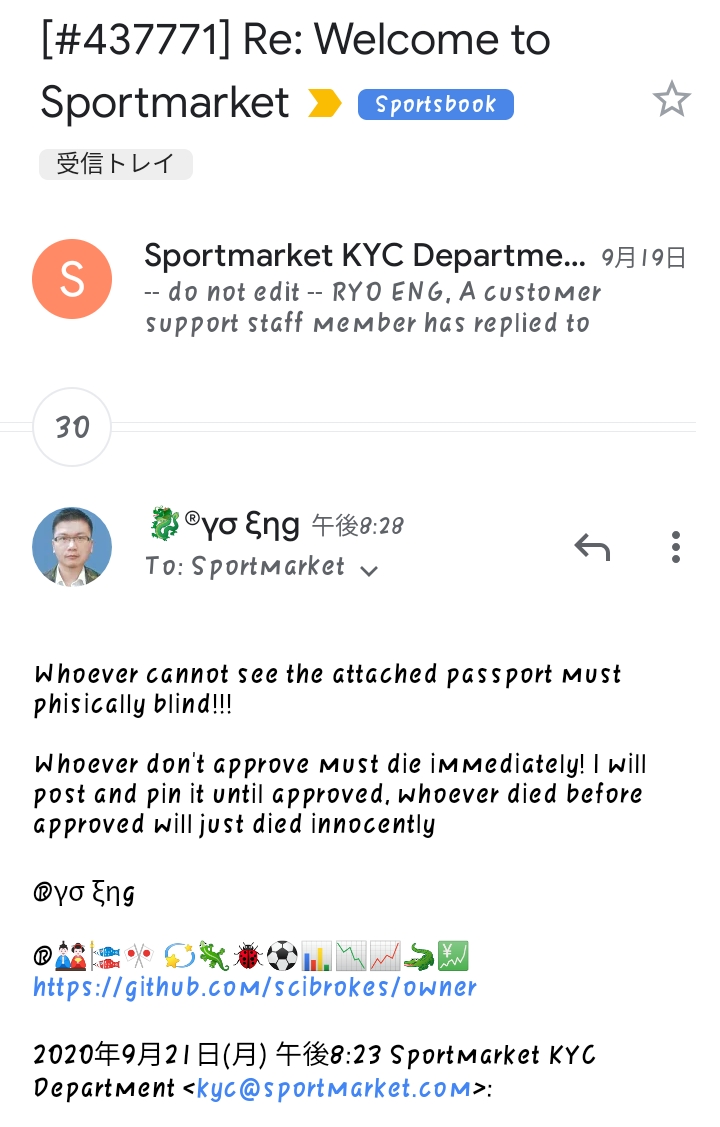 [#437771] Re: Welcome to
Sportmarket Sportsbook
受信トレイ
S
Sportmarket KYC Departme... 9月19日
-- do not edit -- RYO ENG, A customer
support staff member has replied to
30
🐉®γσ ξηg 午後8:28
To: Sportmarket
Whoever cannot see the attached passport must
phisically blind!!!
Whoever don't approve must die immediately! I will
post and pin it until approved, whoever died before
approved will just died innocently
®γσ ξηg
®🎎🎏🎌 💫🦎🐞⚽📊📉📈🐊💹
https://github.com/scibrokes/owner
2020年9月21日(月) 午後8:23 Sportmarket KYC
Department <kyc@sportmarket.com>: